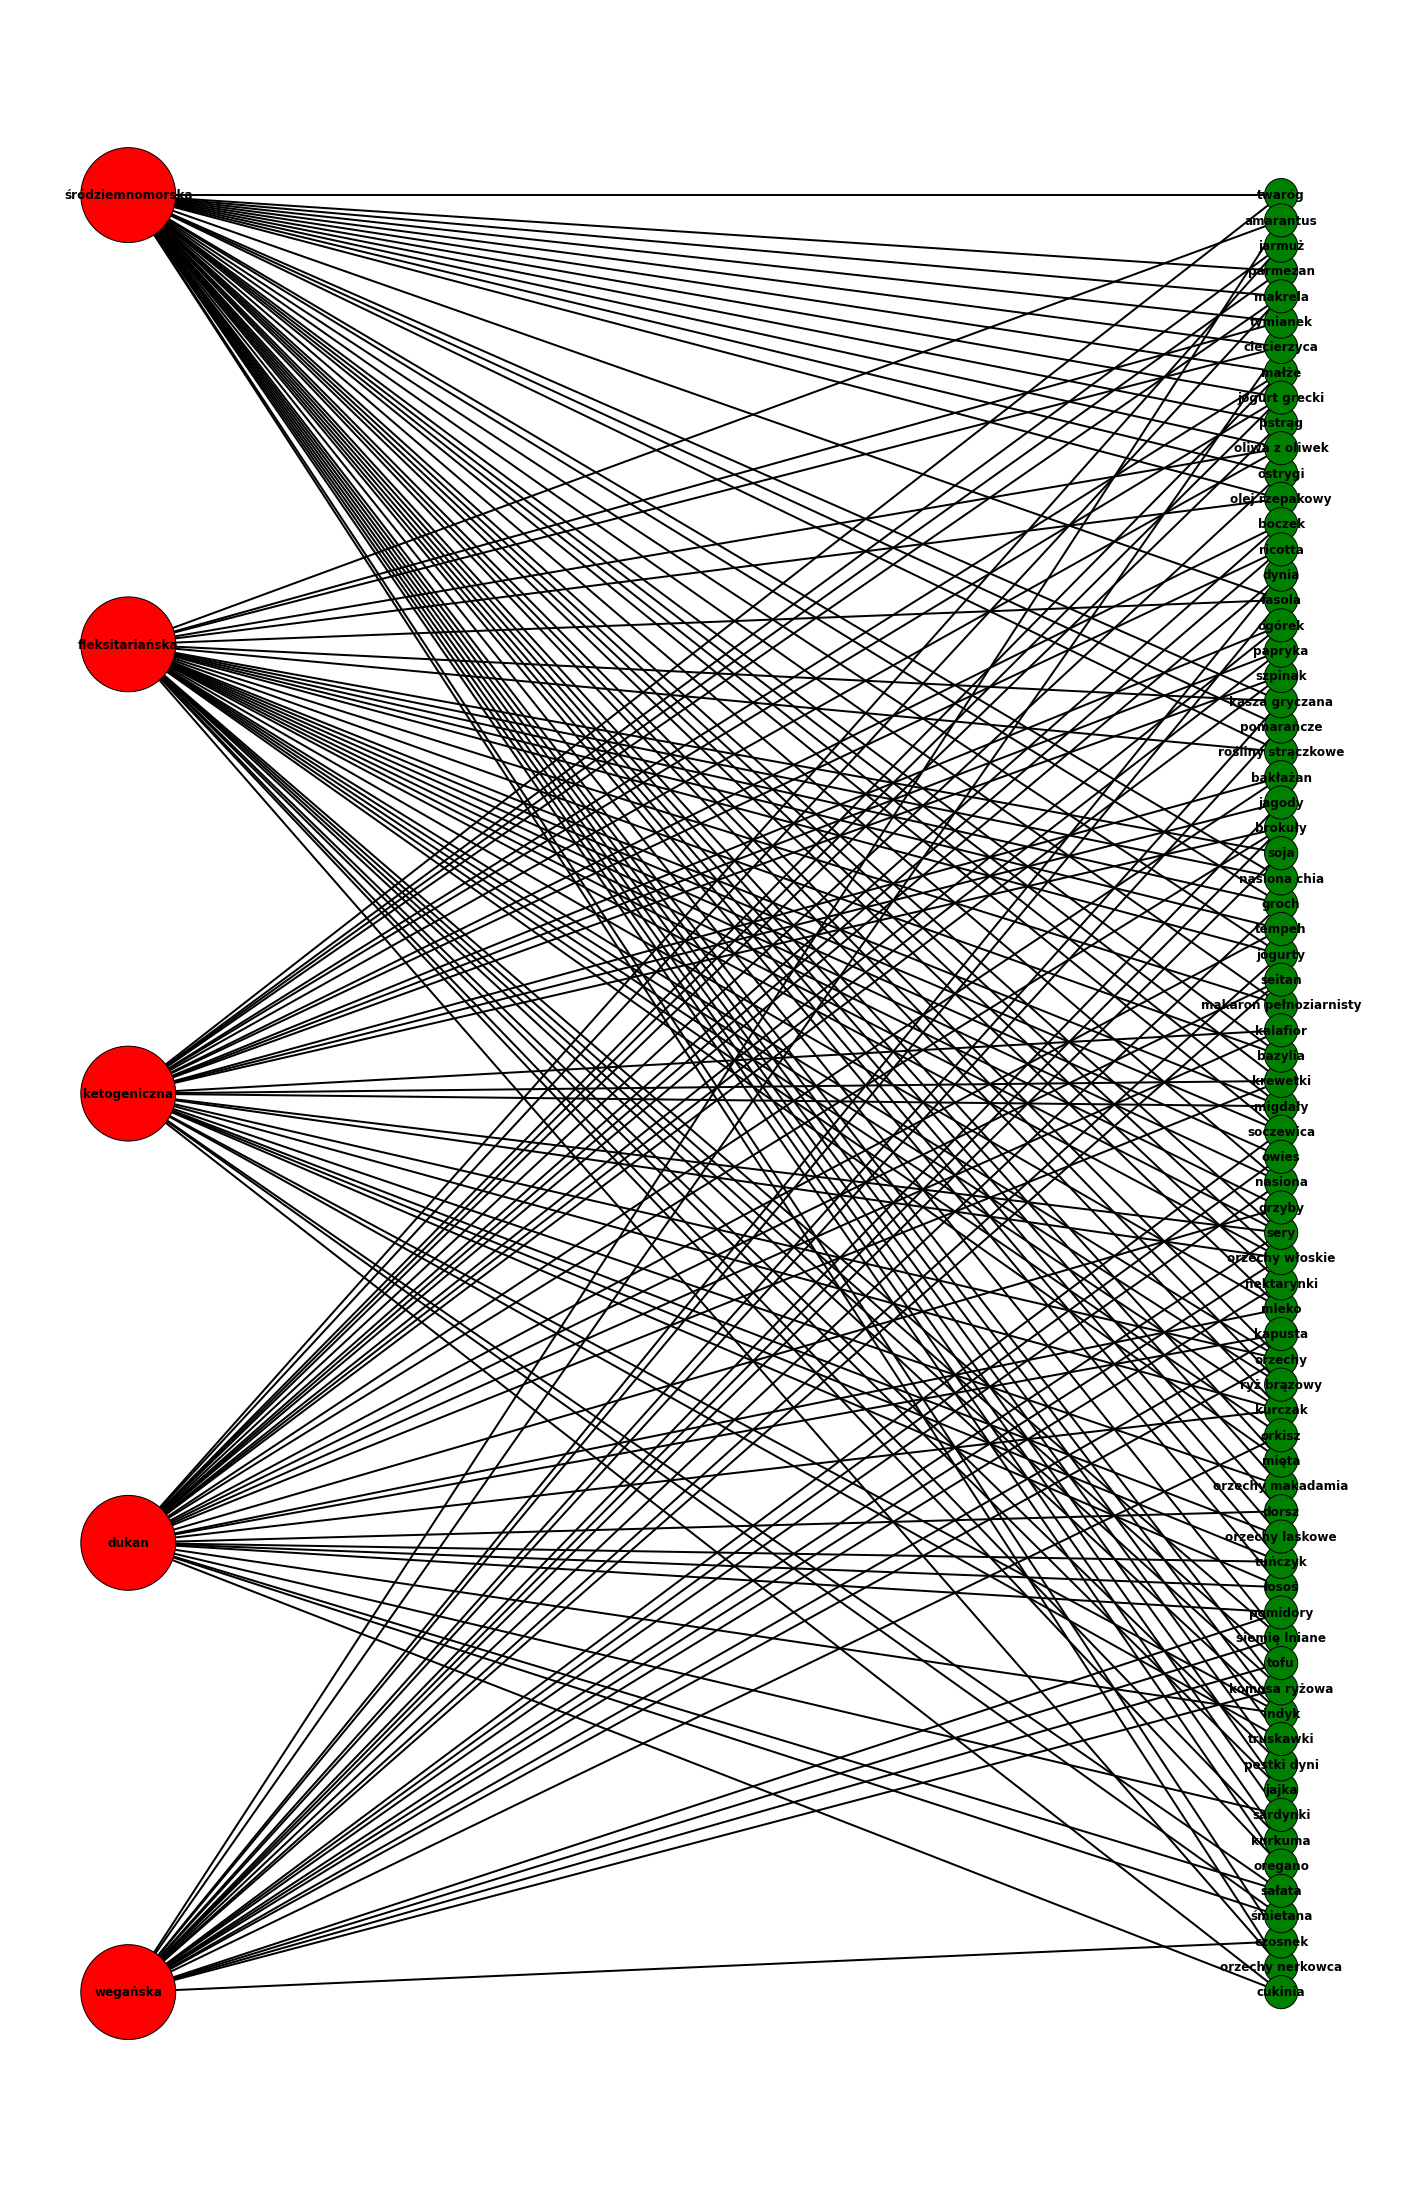 środziemnomorska
fleksitariańska
ketogeniczna
dukan
wegańska
twaróg
amarantus
jarmuż
parmezan
makrela
tymianek
ciecierzyca
małże
jogurt grecki
pstrąg
oliwa z oliwek
ostrygi
olej rzepakowy
boczek
ricotta
dynia
fasola
ogórek
papryka
szpinak
kasza gryczana
pomarańcze
rośliny strączkowe
bakłażan
jagody
brokuły
soja
nasiona chia
groch
tempeh
jogurty
seitan
makaron pełnoziarnisty
kalafior
bazylia
krewetki
migdały
soczewica
owies
nasiona
grzyby
sery
orzechy włoskie
nektarynki
mleko
kapusta
orzechy
ryż brązowy
kurczak
orkisz
mięta
orzechy makadamia
dorsz
orzechy laskowe
tuńczyk
łosoś
pomidory
siemię lniane
tofu
komosa ryżowa
indyk
truskawki
pestki dyni
jajka
sardynki
kurkuma
oregano
sałata
śmietana
czosnek
orzechy nerkowca
cukinia